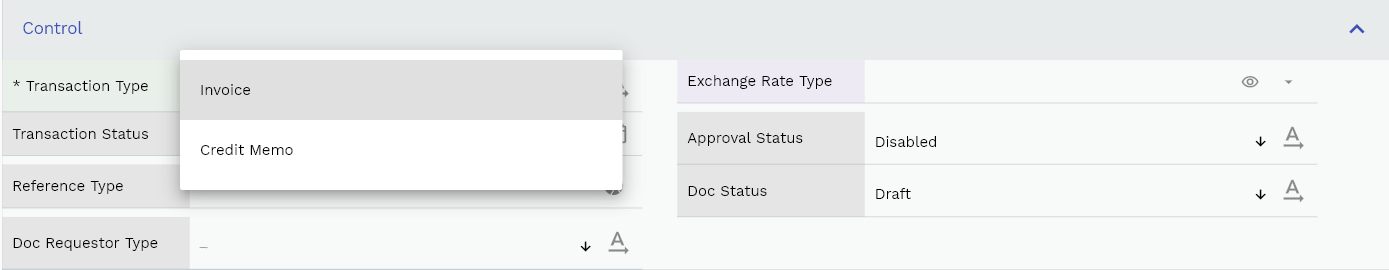 Control
* Transaction Type
Invoice
Transaction Status
Credit Memo
Reference Type
Doc Requestor Type
_
Exchange Rate Type
Approval Status
Disabled
Doc Status
Draft